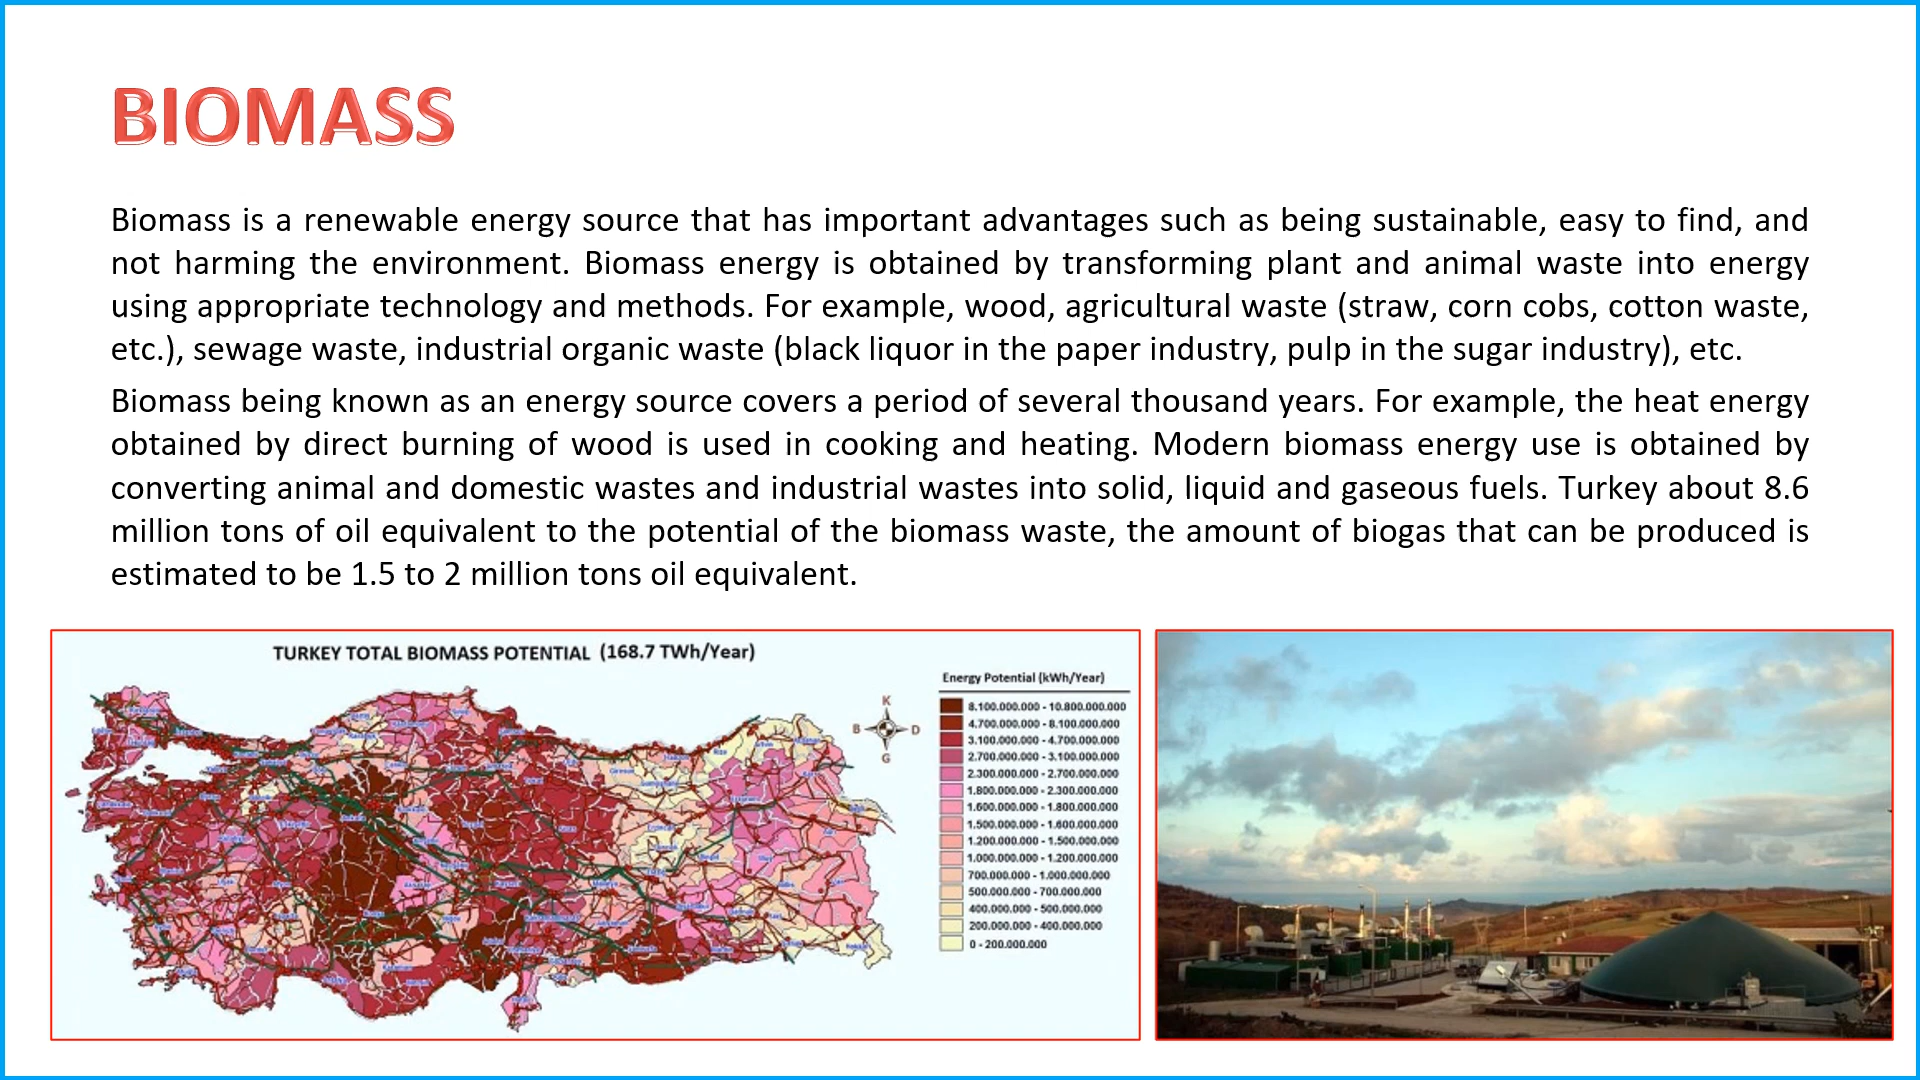 BIOMASS
Biomass is a renewable energy source that has important advantages such as being sustainable, easy to find, and
not harming the environment. Biomass energy is obtained by transforming plant and animal waste into energy
using appropriate technology and methods. For example, wood, agricultural waste (straw, corn cobs, cotton waste,
etc.), sewage waste, industrial organic waste (black liquor in the paper industry, pulp in the sugar industry), etc.
Biomass being known as an energy source covers a period of several thousand years. For example, the heat energy
obtained by direct burning of wood is used in cooking and heating. Modern biomass energy use is obtained by
converting animal and domestic wastes and industrial wastes into solid, liquid and gaseous fuels. Turkey about 8.6
million tons of oil equivalent to the potential of the biomass waste, the amount of biogas that can be produced is
estimated to be 1.5 to 2 million tons oil equivalent.
TURKEY TOTAL BIOMASS POTENTIAL (168.7 TWh/Year)
K
B D
G
Energy Potential (kWh/Year)
8.100.000.000 - 10.800.000.000
4.700.000.000 - 8.100.000.000
3.100.000.000 - 4.700.000.000
2.700.000.000 - 3.100.000.000
2.300.000.000 - 2.700.000.000
1.800.000.000 - 2.300.000.000
1.600.000.000 - 1.800.000.000
1.500.000.000 - 1.600.000.000
1.200.000.000 - 1.500.000.000
1.000.000.000 - 1.200.000.000
700.000.000 - 1.000.000.000
500.000.000 - 700.000.000
400.000.000 - 500.000.000
200.000.000 - 400.000.000
0 - 200.000.000